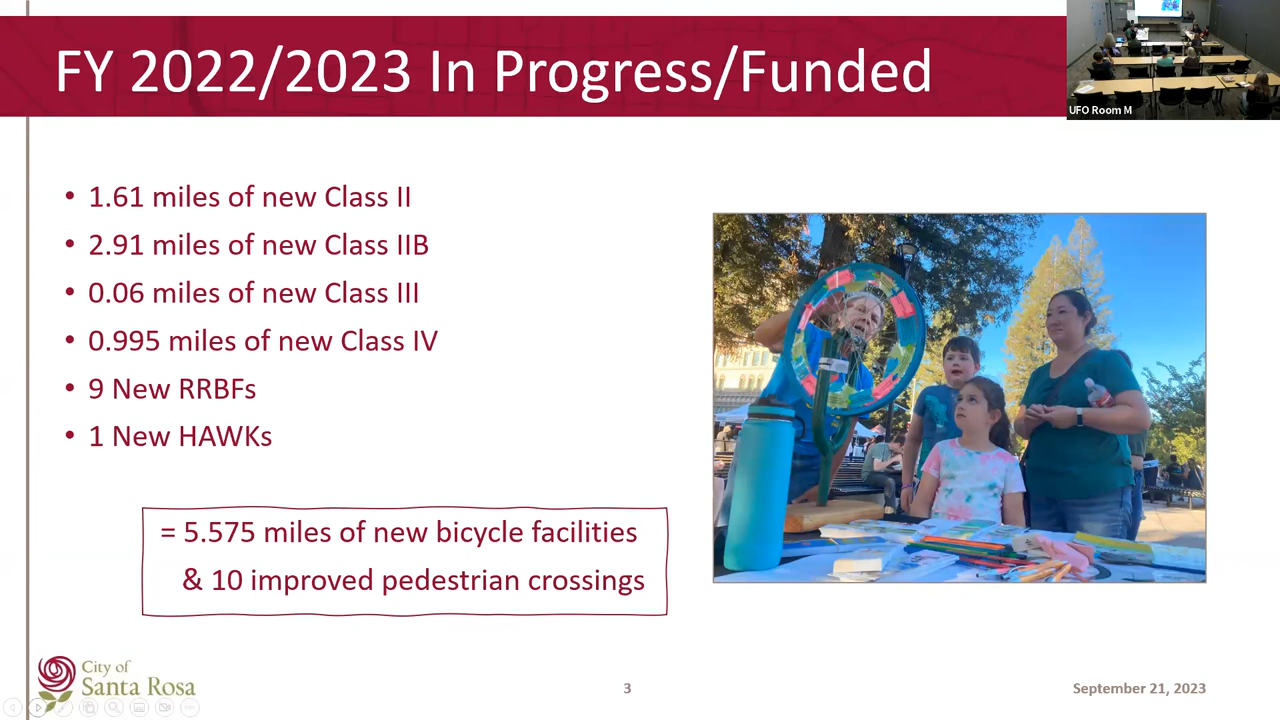 FY 2022/2023 In Progress/Funded
UFO Room M
• 1.61 miles of new Class II
• 2.91 miles of new Class IIB
• 0.06 miles of new Class III
• 0.995 miles of new Class IV
• 9 New RRBFs
• 1 New HAWKs
= 5.575 miles of new bicycle facilities
& 10 improved pedestrian crossings
City of
Santa Rosa
3
September 21, 2023